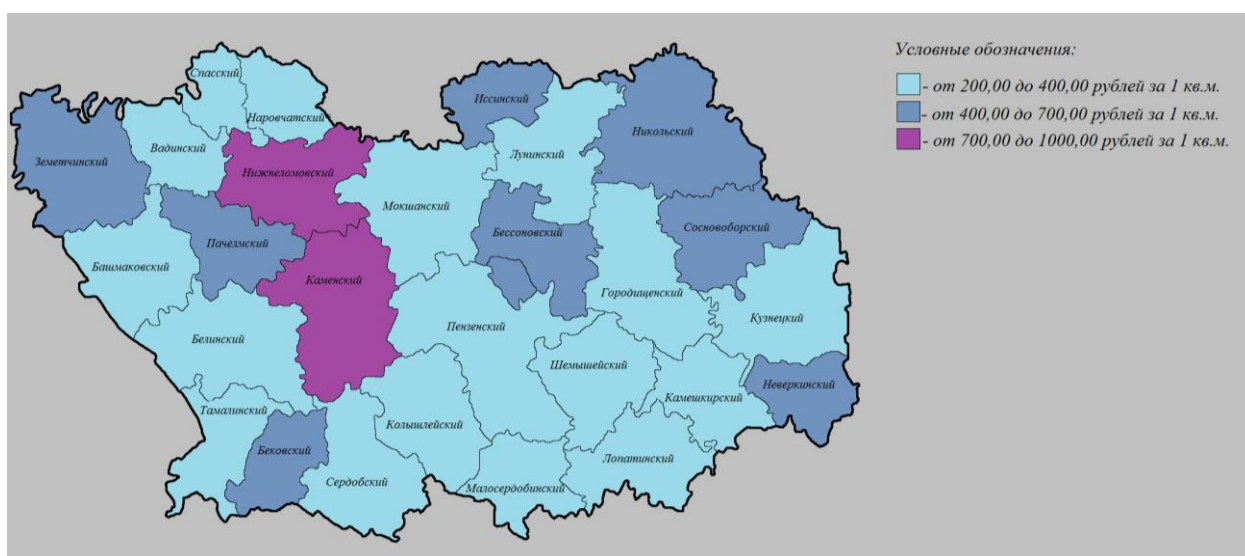 Условные обозначения:
- от 200,00 до 400,00 рублей за 1 кв.м.
- от 400,00 до 700,00 рублей за 1 кв.м.
- от 700,00 до 1000,00 рублей за 1 кв.м.
Спасский
Наровчатский
Иссинский
Никольский
Земетчинский
Вадинский
Лунинский
Нижнеломовский
Мокшанский
Бессоновский
Сосновоборский
Пачелмский
Башмаковский
Каменский
Городищенский
Кузнецкий
Белинский
Пензенский
Шемышейский
Неверкинский
Камешкирский
Тамалинский
Колышлейский
Бековский
Сердобский
Малосердобинский
Лопатинский